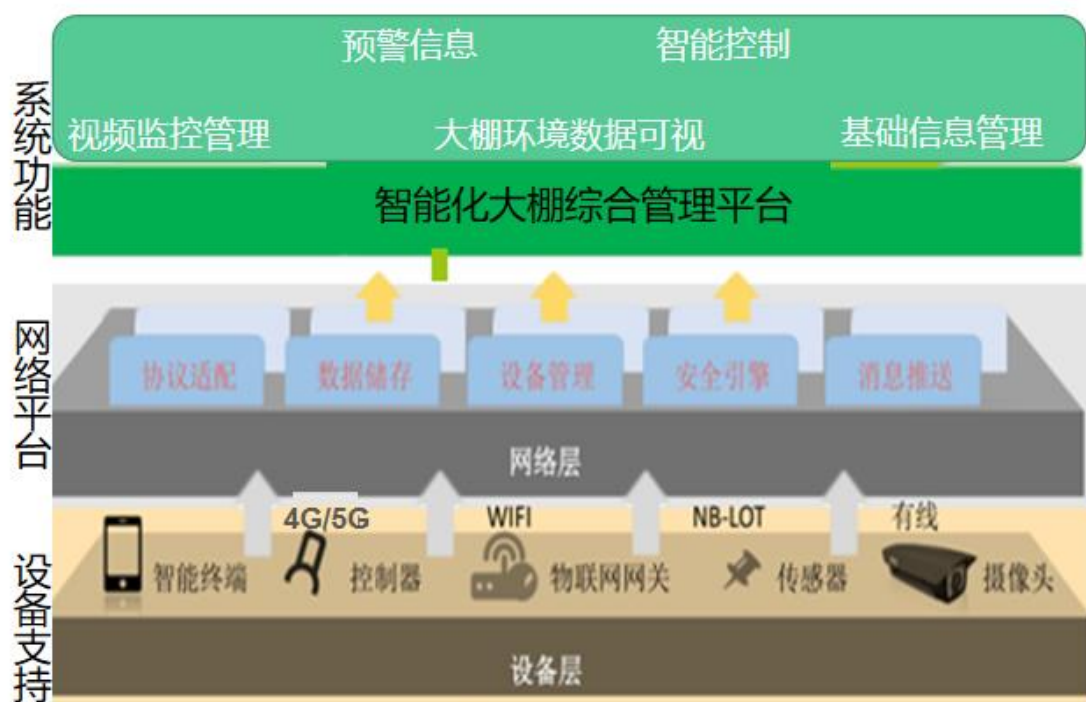 预警信息 智能控制
视频监控管理 大棚环境数据可视 基础信息管理
系统功能
智能化大棚综合管理平台
网络平台
协议适配 数据储存 设备管理 安全引擎 消息推送
网络层
4G/5G WIFI NB-LOT 有线
设备支持
智能终端 控制器 物联网网关 传感器 摄像头
设备层